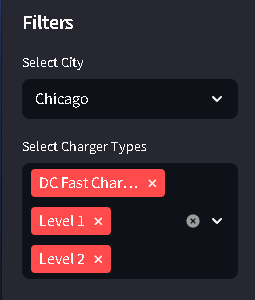 Filters
Select City
Chicago
Select Charger Types
DC Fast Char...
Level 1
Level 2